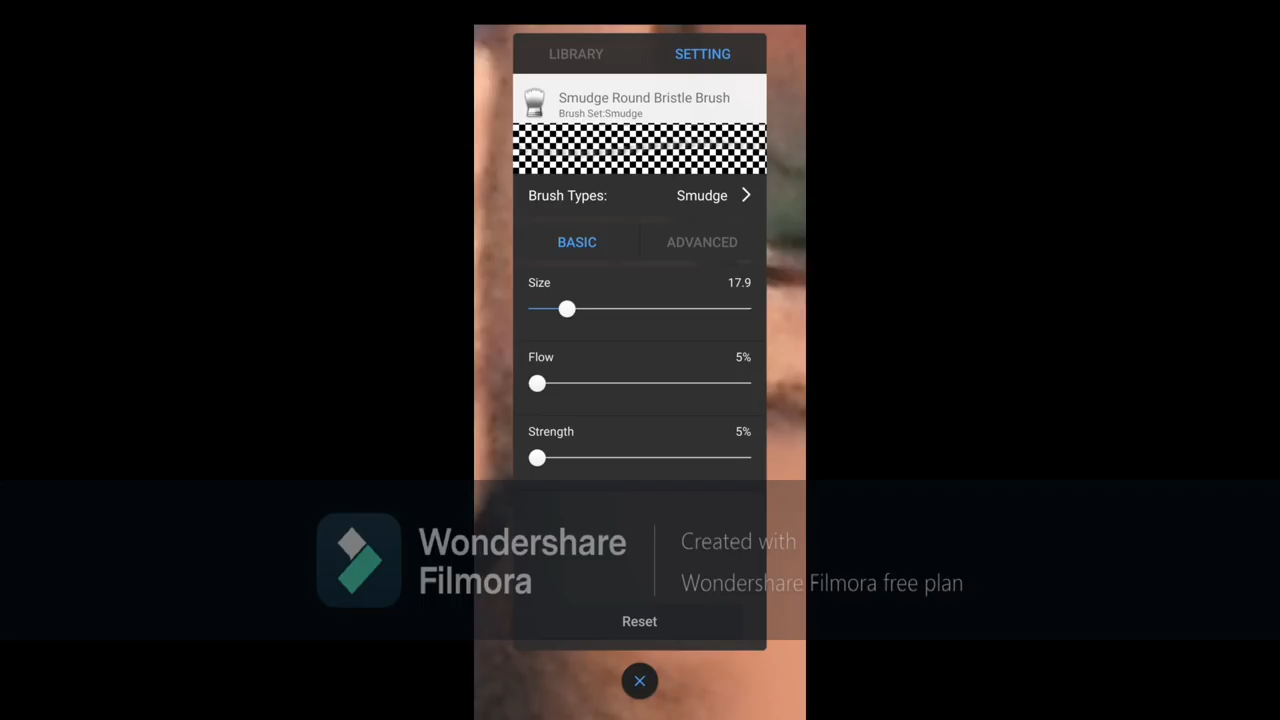 LIBRARY
SETTING
Smudge Round Bristle Brush
Brush Set:Smudge
Brush Types:
Smudge
BASIC
ADVANCED
Size
17.9
Flow
5%
Strength
5%
Wondershare
Filmora
Created with
Wondershare Filmora free plan
Reset